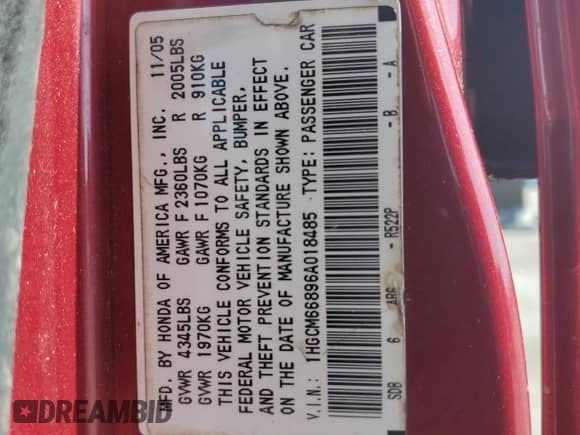 MFD. BY HONDA OF AMERICA MFG., INC. 11/05
GVWR 4345LBS GAWR F 2360LBS R 2005LBS
GVWR 1970KG GAWR F 1070KG R 910KG
THIS VEHICLE CONFORMS TO ALL APPLICABLE
FEDERAL MOTOR VEHICLE SAFETY, BUMPER,
AND THEFT PREVENTION STANDARDS IN EFFECT
ON THE DATE OF MANUFACTURE SHOWN ABOVE.
V.I.N.: 1HGCM66896A018485 TYPE: PASSENGER CAR
SDB 6 AR6 - R522P - B - A
DREAMBID